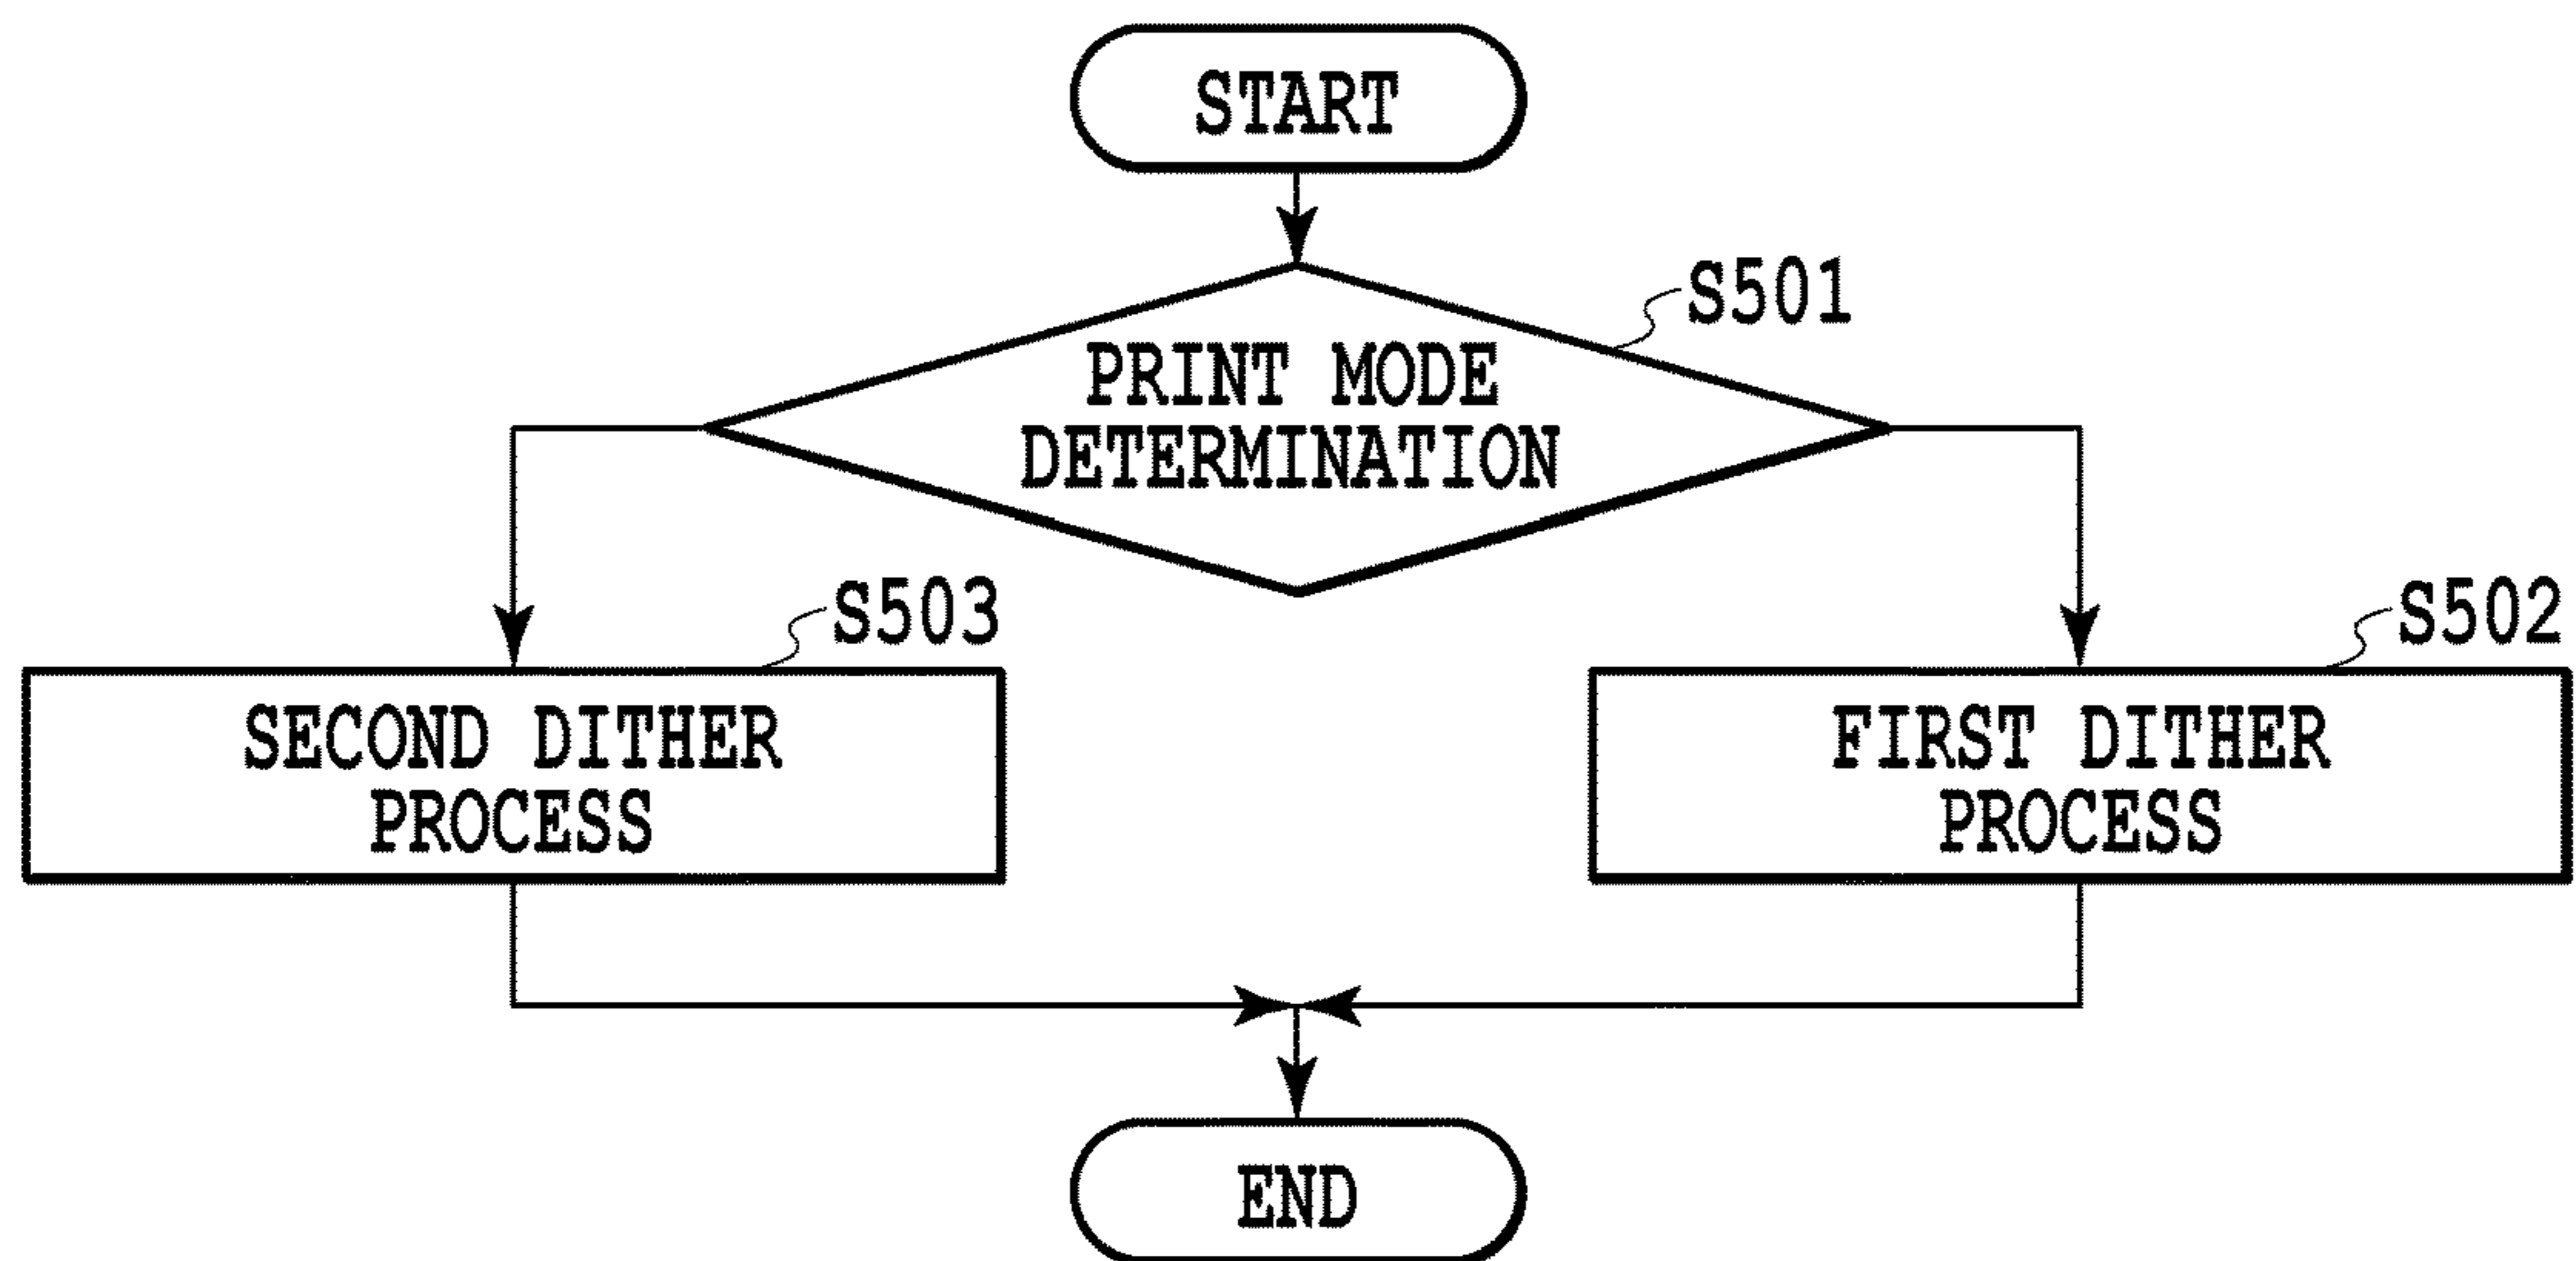 START
S501
PRINT MODE
DETERMINATION
S503
SECOND DITHER
PROCESS
S502
FIRST DITHER
PROCESS
END